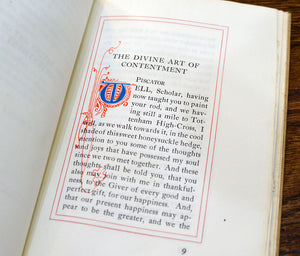 THE DIVINE ART OF
CONTENTMENT
PISCATOR
WELL, Scholar, having
now taught you to paint
your rod, and we hav-
ing still a mile to Tot-
tenham High-Cross, I
will, as we walk towards it, in the cool
shade of this sweet honeysuckle hedge,
mention to you some of the thoughts
and joys that have possessed my soul
since we two met together. And these
thoughts shall be told you, that you
also may join with me in thankful-
ness, to the Giver of every good and
perfect gift, for our happiness. And,
that our present happiness may ap-
pear to be the greater, and we the
9